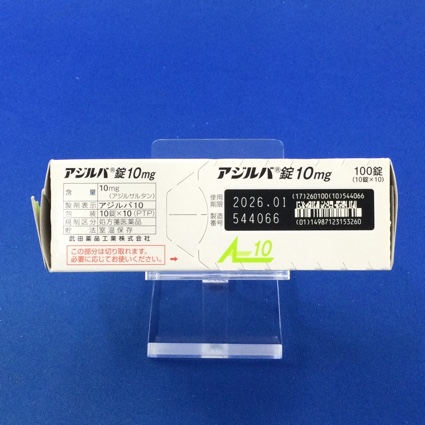 アジルバ®錠10mg
含 量 10mg
(アジルサルタン)
製剤表示 アジルバ10
包 装 10錠×10(PTP)
規制区分 処方箋医薬品
貯 法 室温保存
武田薬品工業株式会社
この部分は切り取れます。
必要に応じてお使いください。
アジルバ®錠10mg 100錠
(10錠×10)
使用期限 2026.01
製造番号 544066
(17)260100(10)544066
(01)14987123153260
10